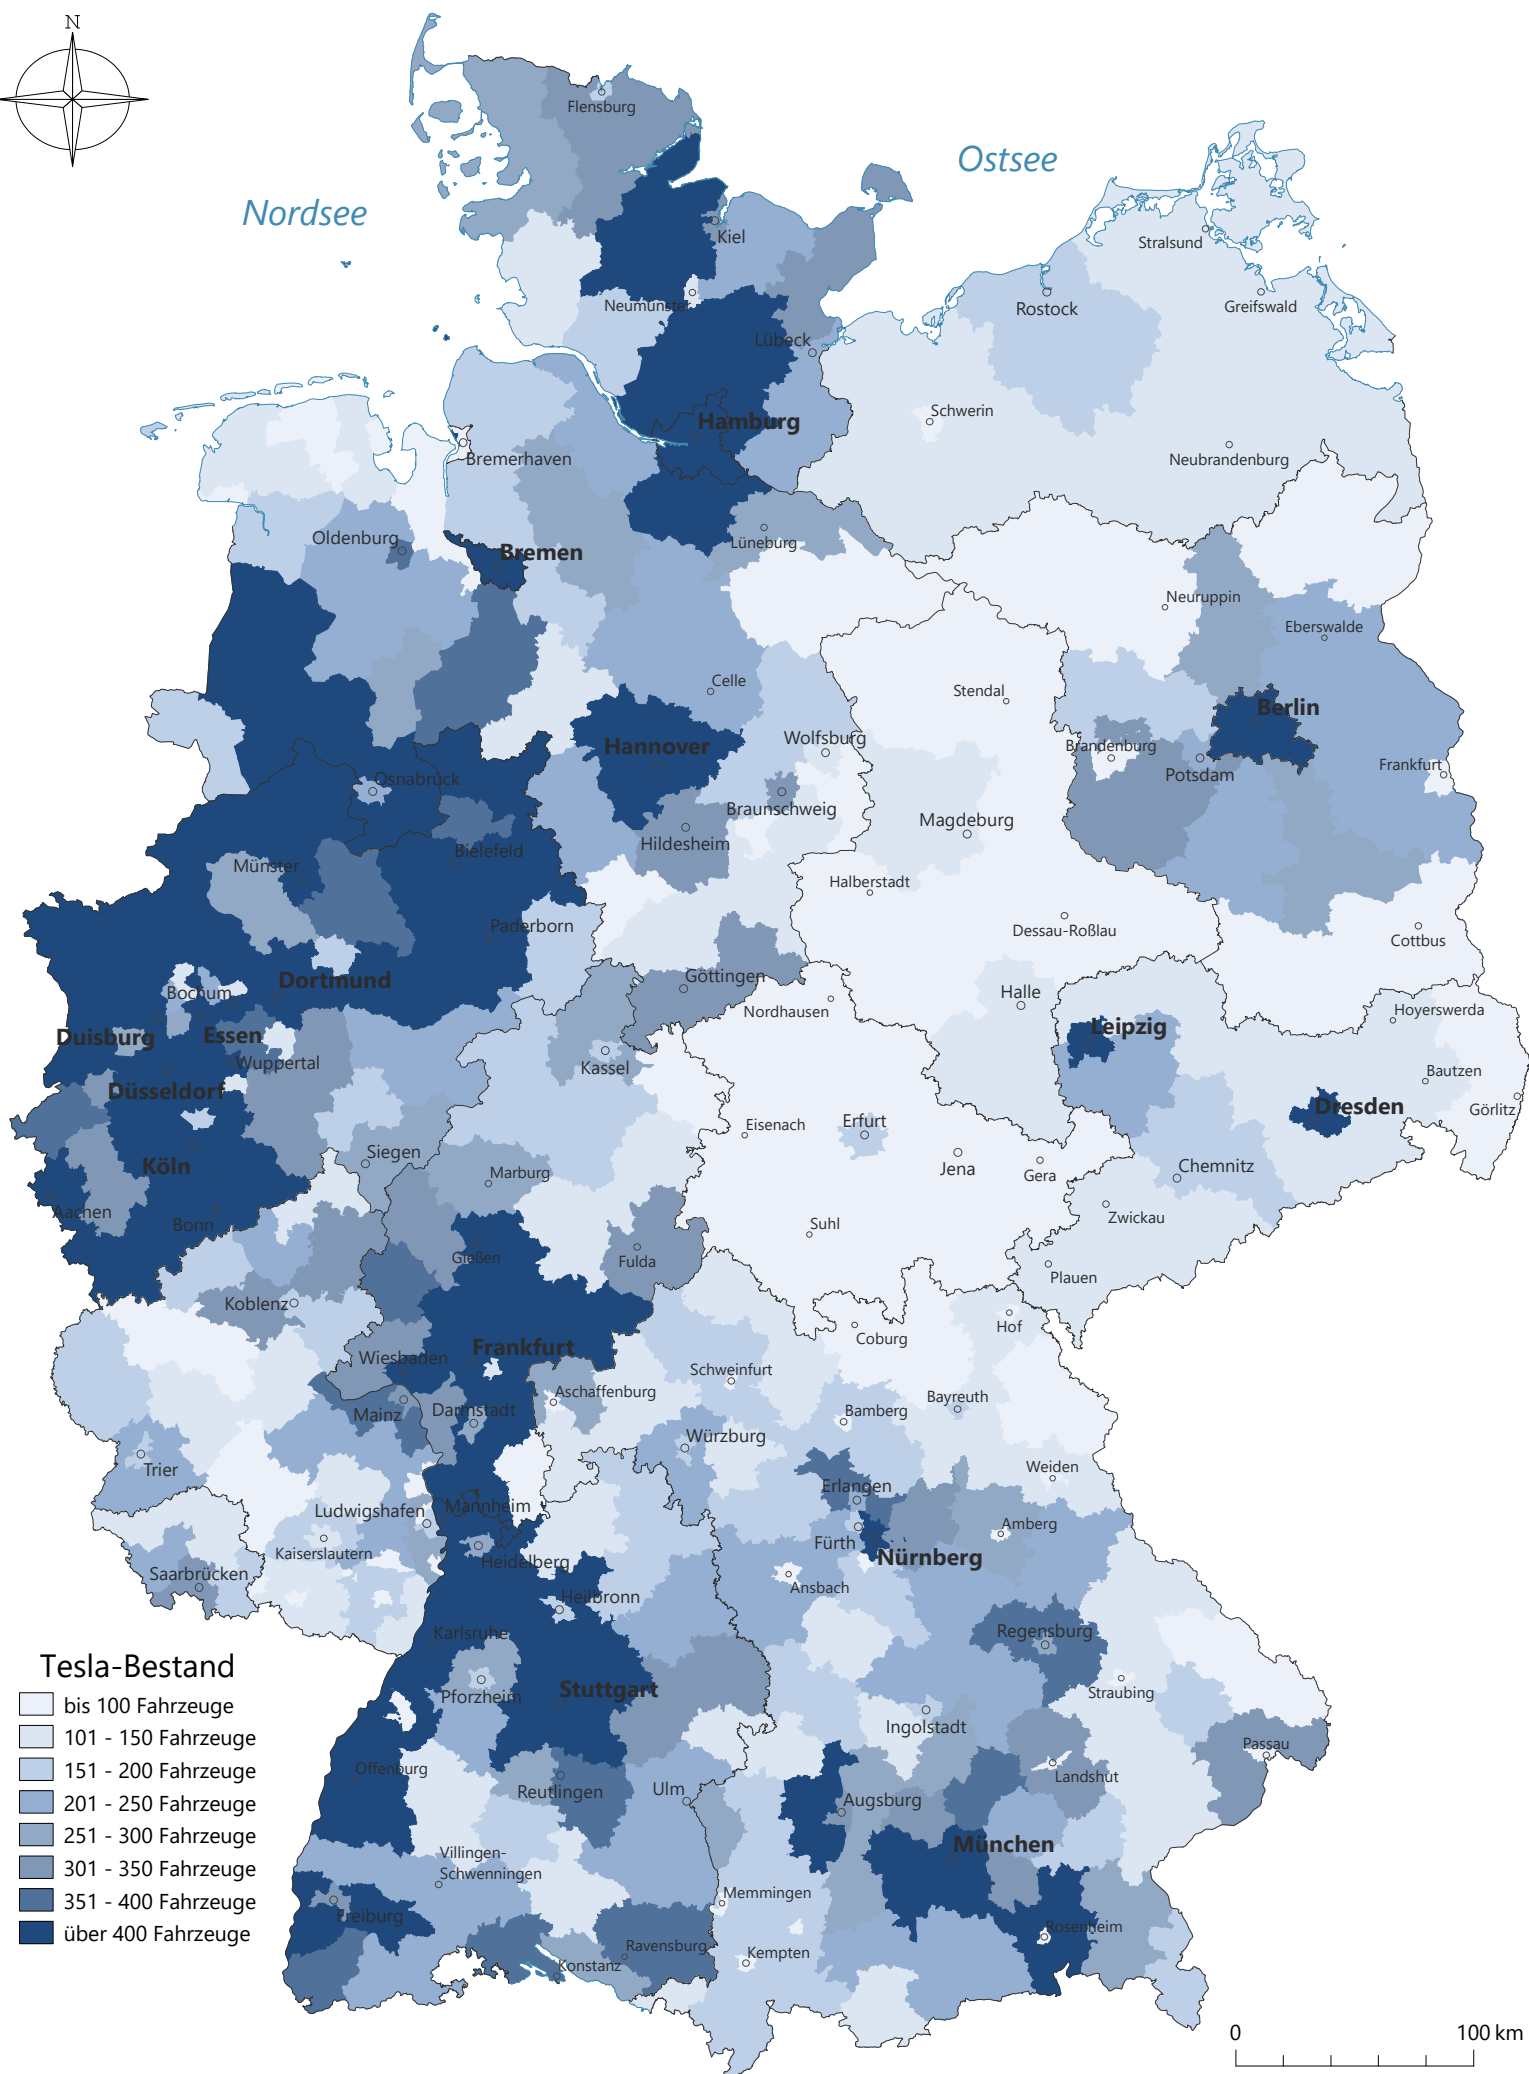 N
Flensburg
Ostsee
Nordsee
Kiel
Stralsund
Neumünster
Rostock
Greifswald
Lübeck
Schwerin
Hamburg
Bremerhaven
Neubrandenburg
Oldenburg
Lüneburg
Bremen
Neuruppin
Eberswalde
Celle
Stendal
Berlin
Hannover
Wolfsburg
Brandenburg
Potsdam
Frankfurt
Osnabrück
Braunschweig
Magdeburg
Hildesheim
Bielefeld
Münster
Halberstadt
Paderborn
Dessau-Roßlau
Cottbus
Dortmund
Göttingen
Bochum
Halle
Nordhausen
Hoyerswerda
Duisburg
Essen
Leipzig
Wuppertal
Kassel
Bautzen
Düsseldorf
Dresden
Görlitz
Eisenach
Erfurt
Siegen
Köln
Marburg
Jena
Gera
Chemnitz
Aachen
Bonn
Zwickau
Suhl
Gießen
Fulda
Plauen
Koblenz
Hof
Coburg
Frankfurt
Wiesbaden
Schweinfurt
Aschaffenburg
Bayreuth
Mainz
Darmstadt
Bamberg
Würzburg
Trier
Weiden
Erlangen
Mannheim
Ludwigshafen
Amberg
Fürth
Kaiserslautern
Nürnberg
Heidelberg
Saarbrücken
Ansbach
Heilbronn
Karlsruhe
Regensburg
Tesla-Bestand
Stuttgart
Pforzheim
Straubing
bis 100 Fahrzeuge
Ingolstadt
101 - 150 Fahrzeuge
Passau
151 - 200 Fahrzeuge
Offenburg
Landshut
Reutlingen
Ulm
201 - 250 Fahrzeuge
Augsburg
251 - 300 Fahrzeuge
München
Villingen-
Schwenningen
301 - 350 Fahrzeuge
Memmingen
351 - 400 Fahrzeuge
Freiburg
Rosenheim
über 400 Fahrzeuge
Ravensburg
Kempten
Konstanz
0 100 km